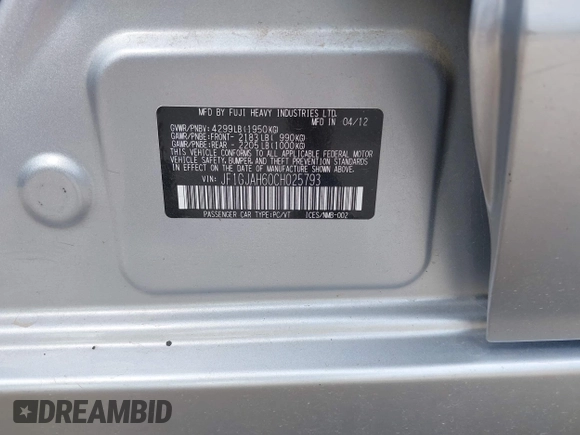 MFD BY FUJI HEAVY INDUSTRIES LTD.
MFD IN 04/12
GVWR/PNBV: 4299LB(1950KG)
GAWR/PNBE:FRONT- 2183LB( 990KG)
GAWR/PNBE:REAR - 2205LB(1000KG)
THIS VEHICLE CONFORMS TO ALL
APPLICABLE U.S. FEDERAL MOTOR VEHICLE
SAFETY, BUMPER, AND THEFT PREVENTION
STANDARDS IN EFFECT ON THE DATE OF
MANUFACTURE SHOWN ABOVE.
VIN: JF1GJAH60CH025793
PASSENGER CAR TYPE:PC/VT ICES/NMB-002
DREAMBID